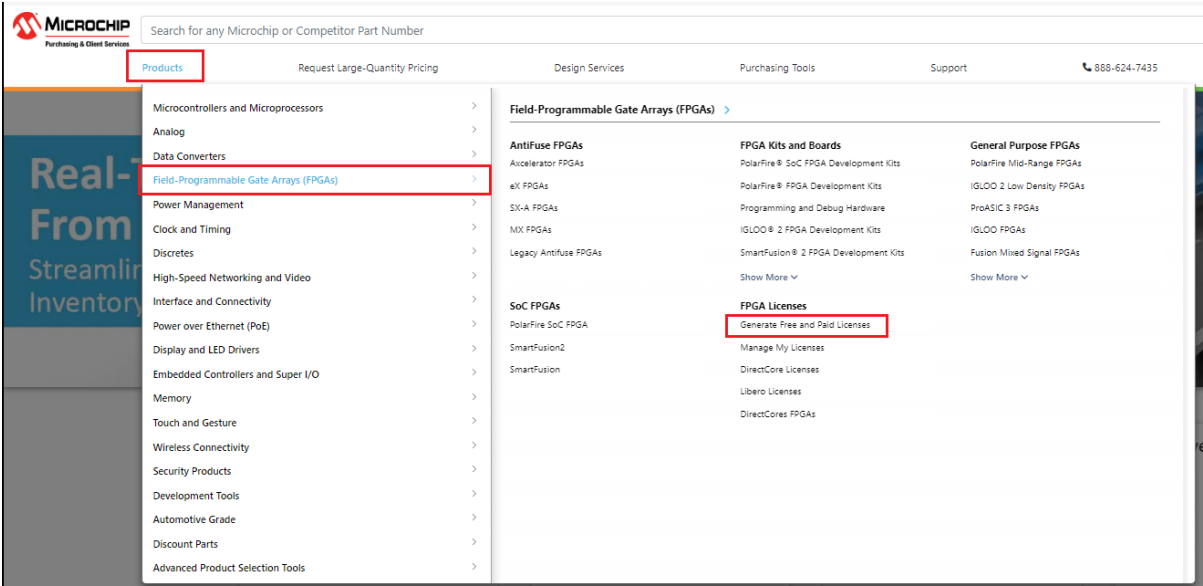 MICROCHIP
Purchasing & Client Services
Search for any Microchip or Competitor Part Number
Products
Request Large-Quantity Pricing
Design Services
Purchasing Tools
Support
888-624-7435
Real-
From
Streamlin
Inventory
Microcontrollers and Microprocessors
Analog
Data Converters
Field-Programmable Gate Arrays (FPGAs)
Power Management
Clock and Timing
Discretes
High-Speed Networking and Video
Interface and Connectivity
Power over Ethernet (PoE)
Display and LED Drivers
Embedded Controllers and Super I/O
Memory
Touch and Gesture
Wireless Connectivity
Security Products
Development Tools
Automotive Grade
Discount Parts
Advanced Product Selection Tools
Field-Programmable Gate Arrays (FPGAs)
AntiFuse FPGAs
Axcelerator FPGAs
eX FPGAs
SX-A FPGAs
MX FPGAs
Legacy Antifuse FPGAs
FPGA Kits and Boards
PolarFire® SoC FPGA Development Kits
PolarFire® FPGA Development Kits
Programming and Debug Hardware
IGLOO® 2 FPGA Development Kits
SmartFusion® 2 FPGA Development Kits
Show More
General Purpose FPGAs
PolarFire Mid-Range FPGAs
IGLOO 2 Low Density FPGAs
ProASIC 3 FPGAs
IGLOO FPGAs
Fusion Mixed Signal FPGAs
Show More
SoC FPGAs
PolarFire SoC FPGA
SmartFusion2
SmartFusion
FPGA Licenses
Generate Free and Paid Licenses
Manage My Licenses
DirectCore Licenses
Libero Licenses
DirectCores FPGAs